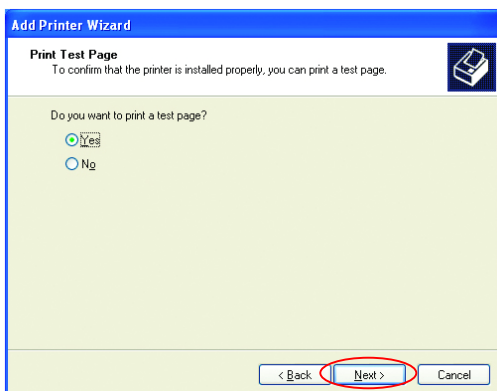 Add Printer Wizard
Print Test Page
To confirm that the printer is installed properly, you can print a test page.
Do you want to print a test page?
Yes
No
< Back
Next >
Cancel